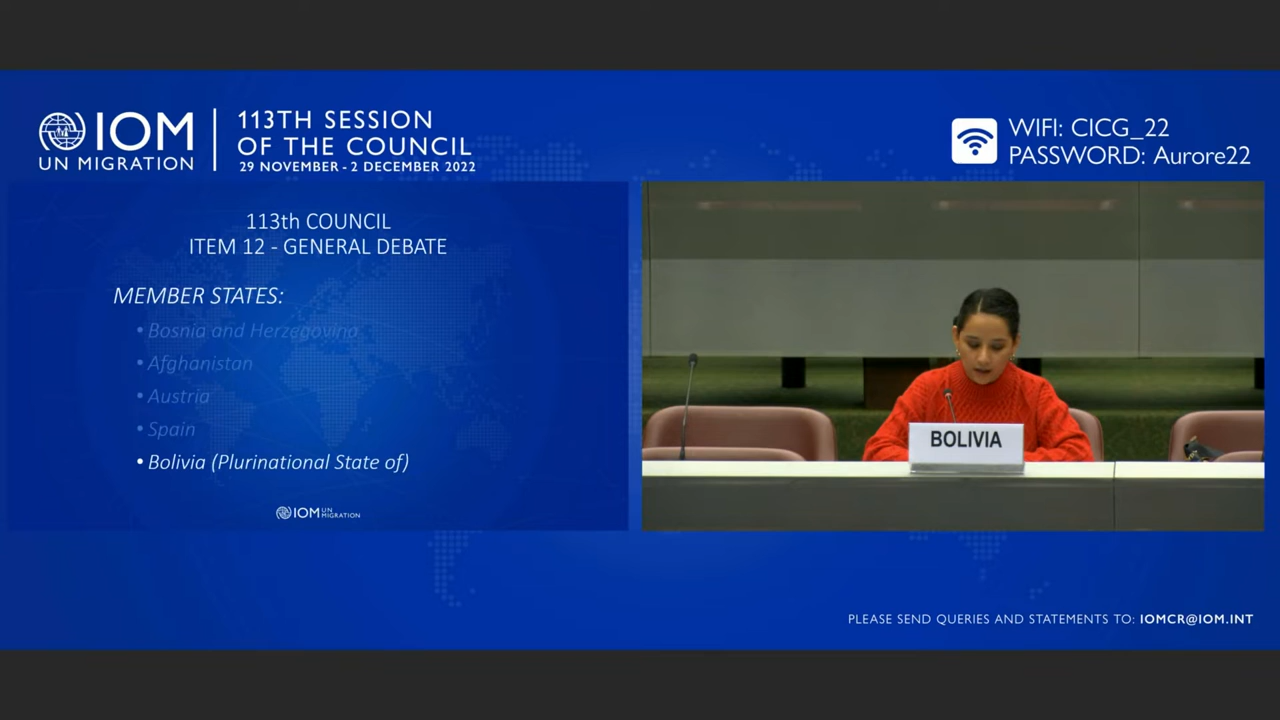 IOM
UN MIGRATION
113TH SESSION
OF THE COUNCIL
29 NOVEMBER - 2 DECEMBER 2022
WIFI: CICG_22
PASSWORD: Aurore22
113th COUNCIL
ITEM 12 - GENERAL DEBATE
MEMBER STATES:
• Bosnia and Herzegovina
• Afghanistan
• Austria
• Spain
• Bolivia (Plurinational State of)
IOM UN MIGRATION
BOLIVIA
PLEASE SEND QUERIES AND STATEMENTS TO: IOMCR@IOM.INT